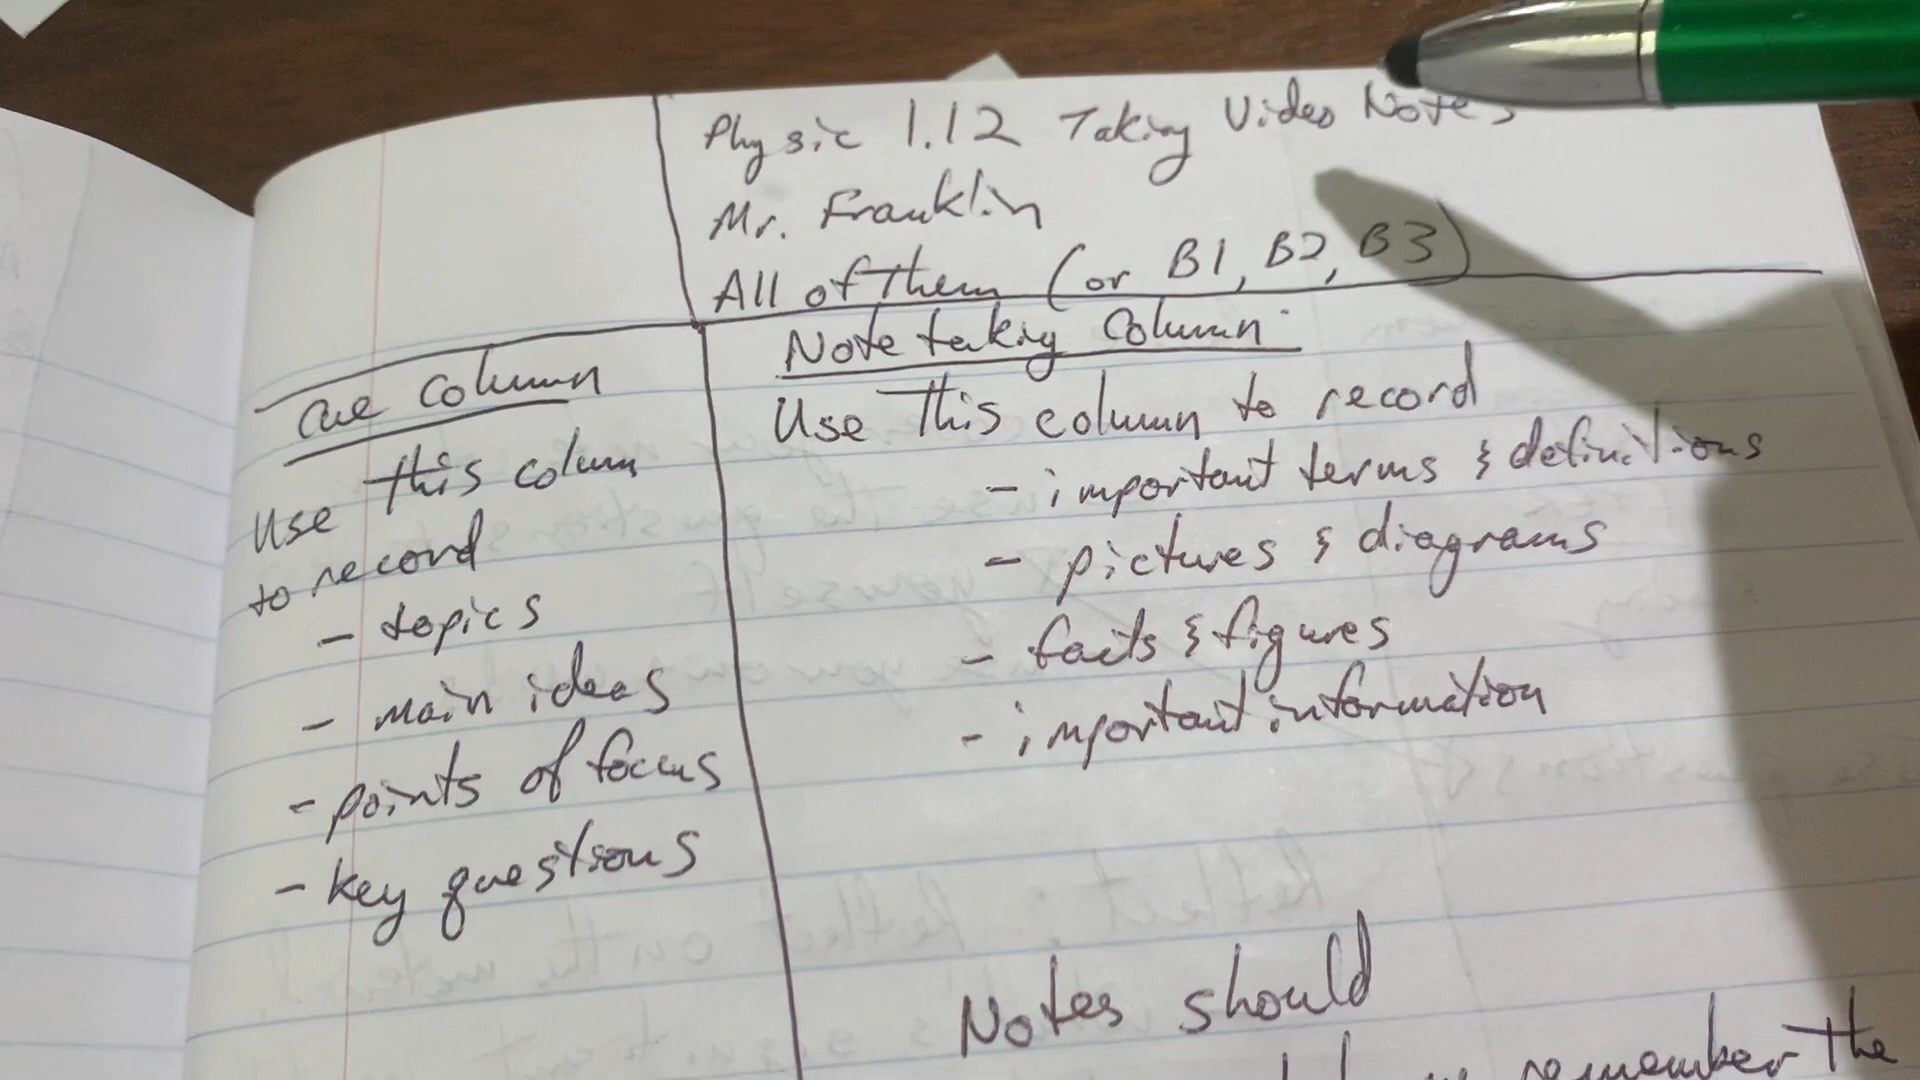 Physic 1.12 Taking Video Notes
Mr. Franklin
All of Them (or B1, B2, B3)
Cue Column
Use this column
to record
- topics
- main ideas
- points of focus
- key questions
Note taking Column
Use This column to record
- important terms & definitions
- pictures & diagrams
- facts & figures
- important information
Notes should
remember the